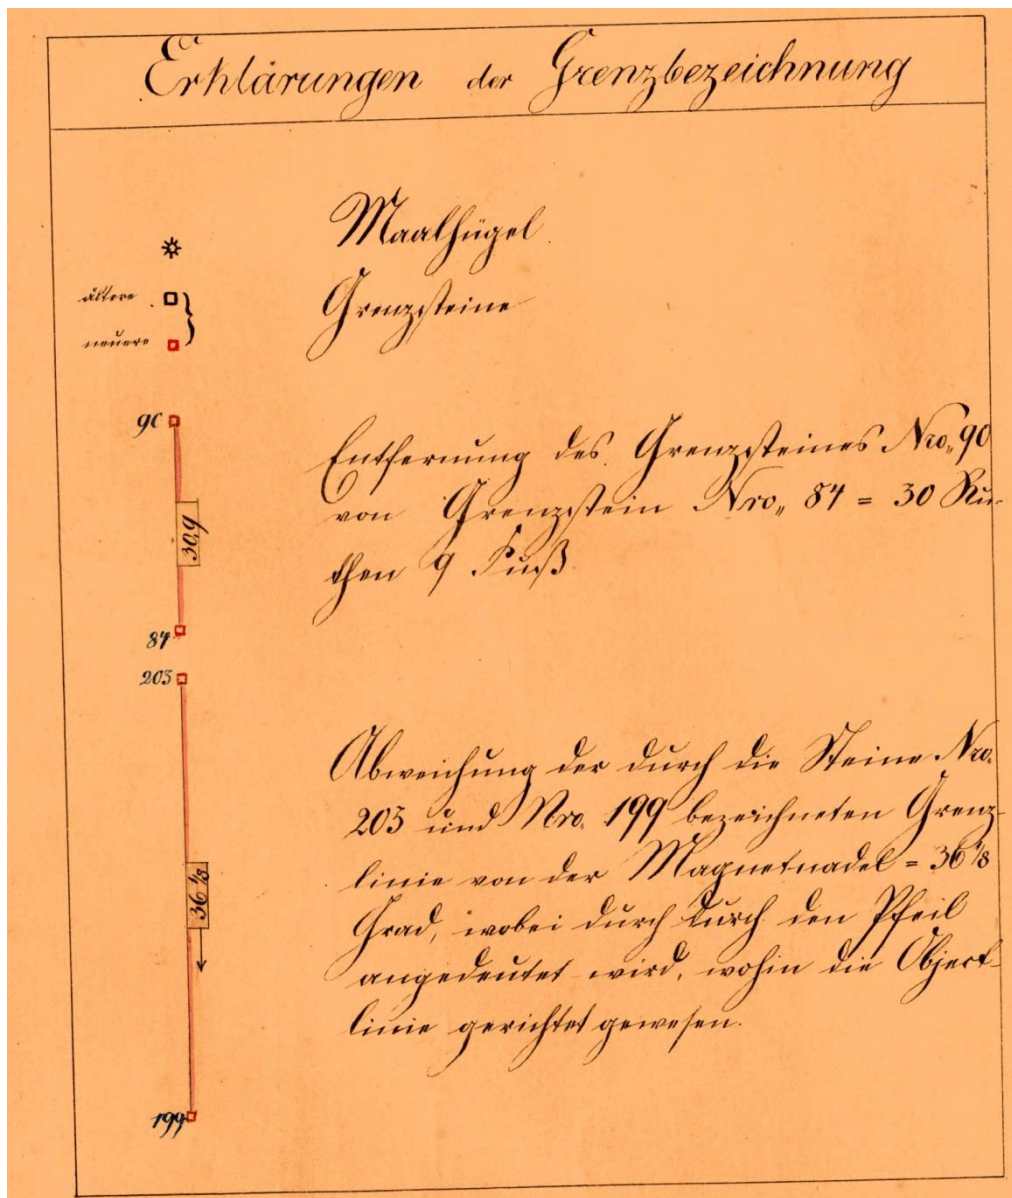 Erklärungen der Grenzbezeichnung
Maalhügel.
ältere
Grenzsteine
neuere
90
Entfernung des Grenzsteines Nro. 90
von Grenzstein Nro. 84 = 30 Ru-
then 9 Fuß
30,9
84
203
Abweichung der durch die Steine Nro.
203 und Nro. 199 bezeichneten Grenz-
linie von der Magnetnadel = 36 1/8
Grad, wobei durch durch den Pfeil
angedeutet wird, wohin die Object-
linie gerichtet gewesen.
36 1/8
199